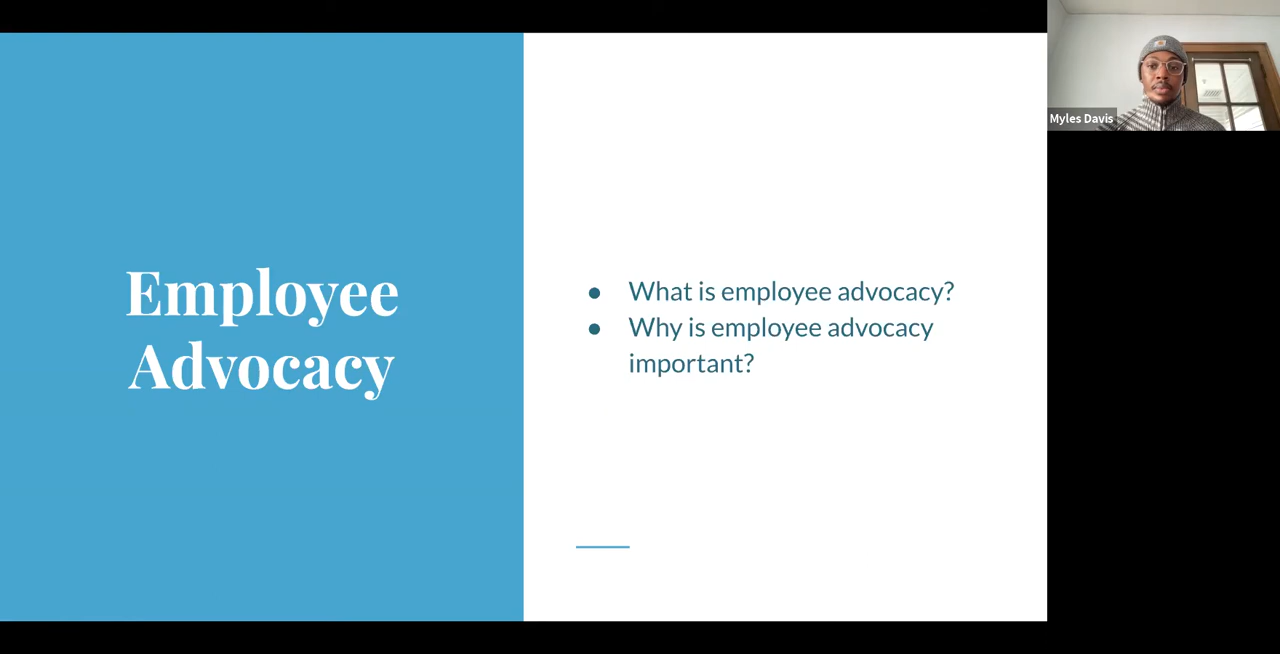 Employee
Advocacy
● What is employee advocacy?
● Why is employee advocacy
important?
Myles Davis